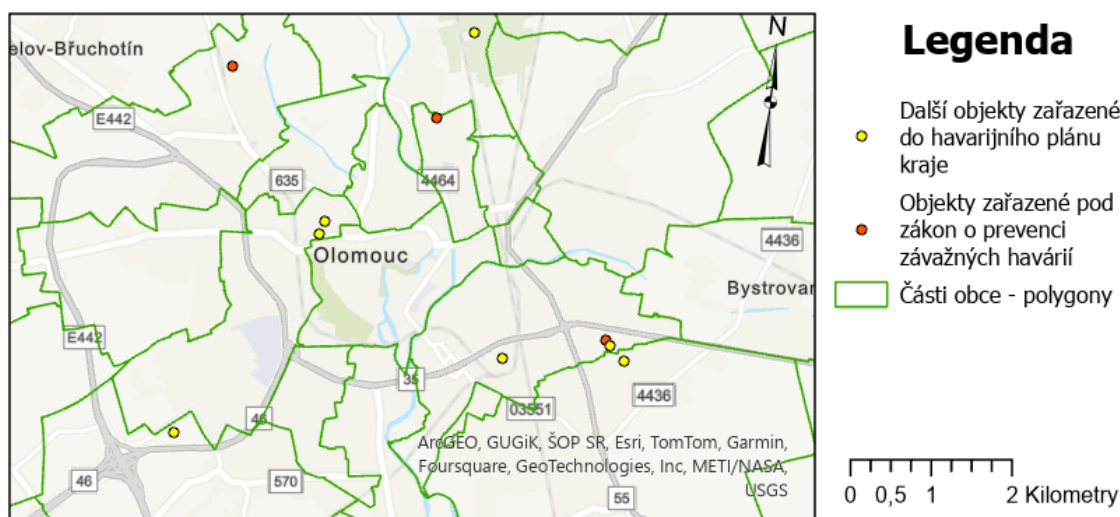 elov-Břuchotín
N
E442
635
4464
4436
Olomouc
Bystrovar
E442
35
4436
03551
46
46
570
55
ArcGEO, GUGiK, ŠOP SR, Esri, TomTom, Garmin,
Foursquare, GeoTechnologies, Inc, METI/NASA,
USGS
Legenda
Další objekty zařazené
do havarijního plánu
kraje
Objekty zařazené pod
zákon o prevenci
závažných havárií
Části obce - polygony
0 0,5 1 2 Kilometry